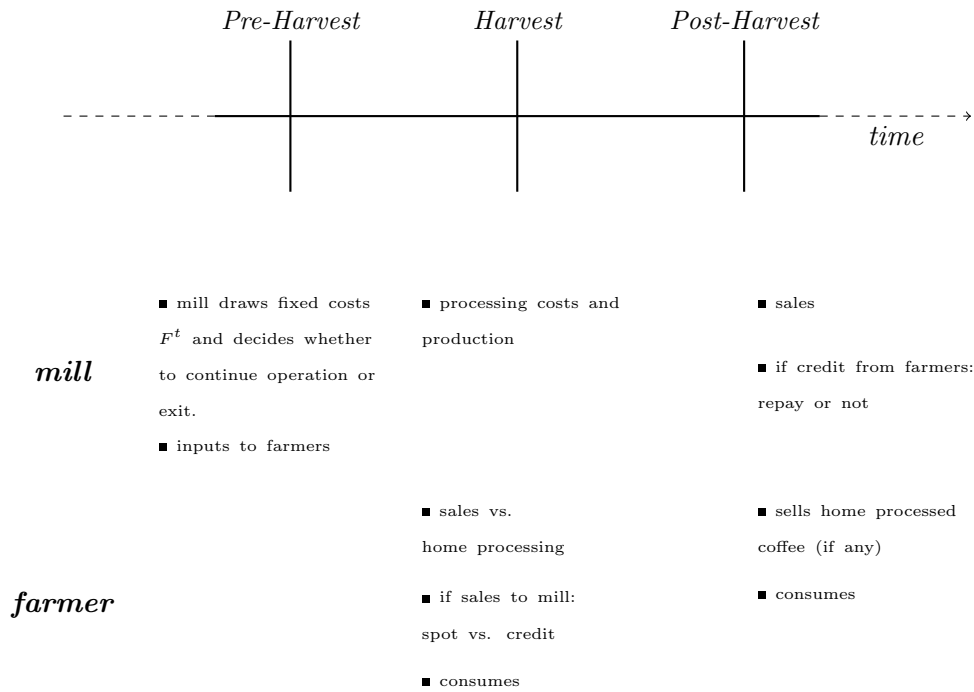 Pre-Harvest Harvest Post-Harvest
time
mill
■ mill draws fixed costs
F^t and decides whether
to continue operation or
exit.
■ inputs to farmers
■ processing costs and
production
■ sales
■ if credit from farmers:
repay or not
farmer
■ sales vs.
home processing
■ if sales to mill:
spot vs. credit
■ consumes
■ sells home processed
coffee (if any)
■ consumes